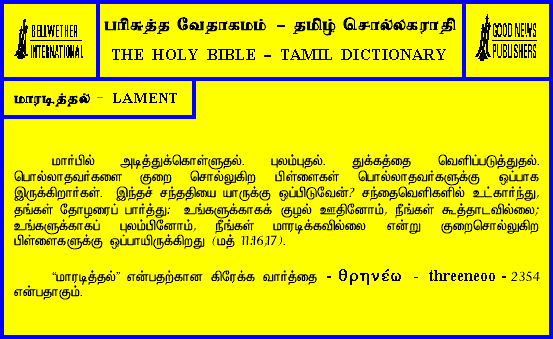 BELLWETHER
INTERNATIONAL
பரிசுத்த வேதாகமம் - தமிழ் சொல்லகராதி
THE HOLY BIBLE – TAMIL DICTIONARY
GOOD NEWS
PUBLISHERS
மாரடித்தல் - LAMENT
மார்பில் அடித்துக்கொள்ளுதல். புலம்புதல். துக்கத்தை வெளிப்படுத்துதல்.
பொல்லாதவர்களை குறை சொல்லுகிற பிள்ளைகள் பொல்லாதவர்களுக்கு ஒப்பாக
இருக்கிறார்கள். இந்தச் சந்ததியை யாருக்கு ஒப்பிடுவேன்? சந்தைவெளிகளில் உட்கார்ந்து,
தங்கள் தோழரைப் பார்த்து: உங்களுக்காகக் குழல் ஊதினோம், நீங்கள் கூத்தாடவில்லை;
உங்களுக்காகப் புலம்பினோம், நீங்கள் மாரடிக்கவில்லை என்று குறைசொல்லுகிற
பிள்ளைகளுக்கு ஒப்பாயிருக்கிறது (மத் 11:16,17).
“மாரடித்தல்” என்பதற்கான கிரேக்க வார்த்தை - θρηνέω - threeneoo - 2354
என்பதாகும்.